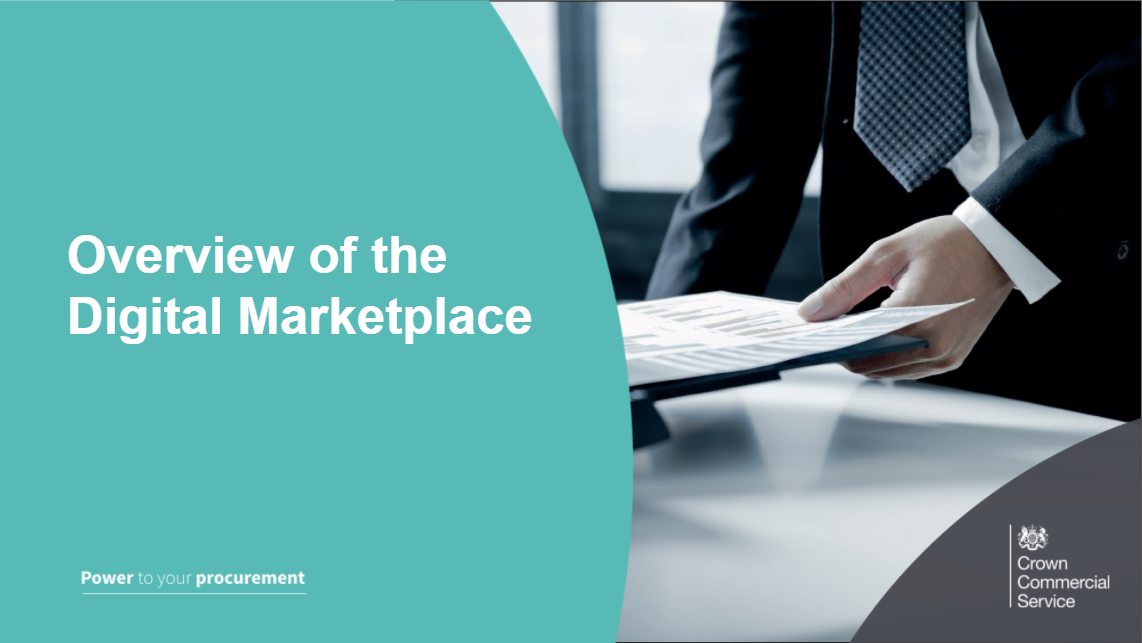 Overview of the
Digital Marketplace
Power to your procurement
Crown
Commercial
Service